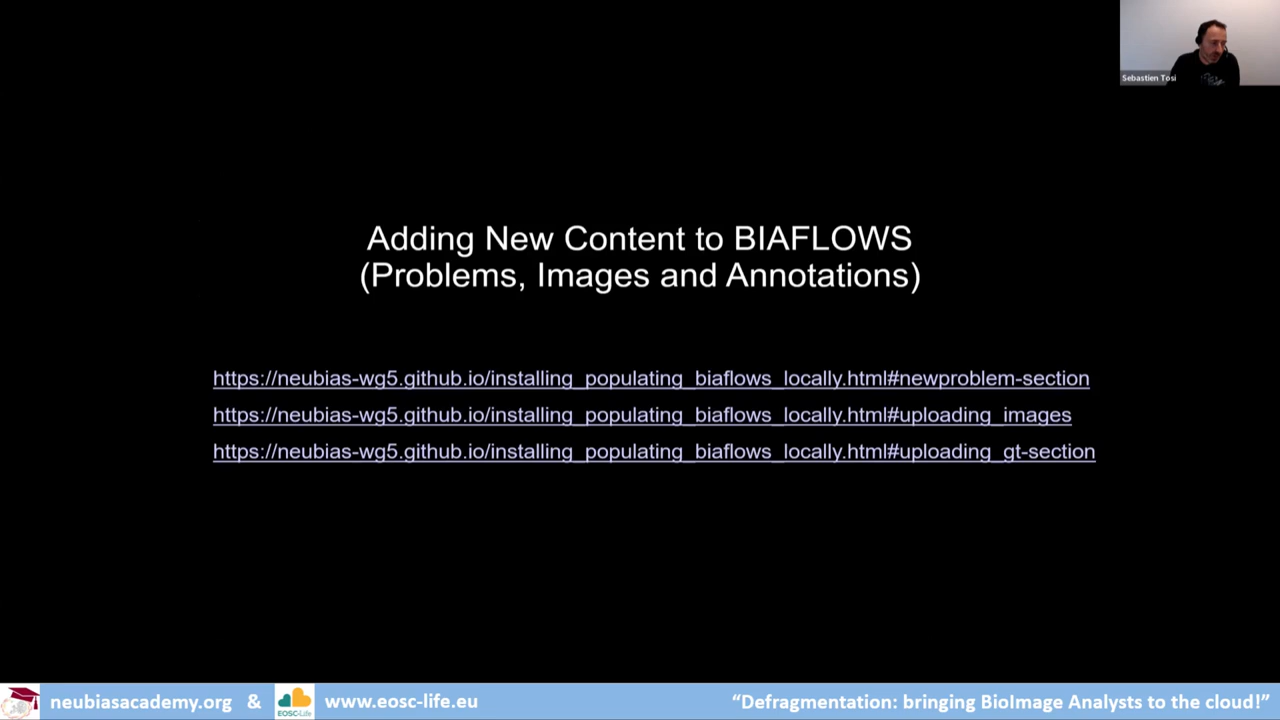 Sebastien Tosi
Adding New Content to BIAFLOWS
(Problems, Images and Annotations)
https://neubias-wg5.github.io/installing_populating_biaflows_locally.html#newproblem-section
https://neubias-wg5.github.io/installing_populating_biaflows_locally.html#uploading_images
https://neubias-wg5.github.io/installing_populating_biaflows_locally.html#uploading_gt-section
neubiasacademy.org & www.eosc-life.eu “Defragmentation: bringing BioImage Analysts to the cloud!”
EOSC-Life